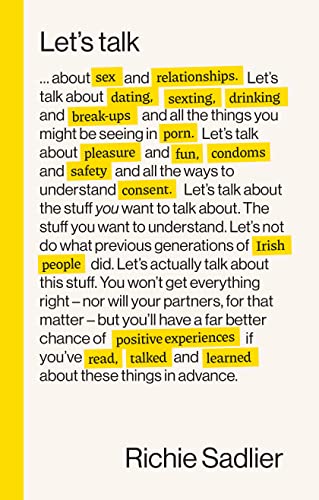 Let's talk
... about sex and relationships. Let's
talk about dating, sexting, drinking
and break-ups and all the things you
might be seeing in porn. Let's talk
about pleasure and fun, condoms
and safety and all the ways to
understand consent. Let's talk about
the stuff you want to talk about. The
stuff you want to understand. Let's not
do what previous generations of Irish
people did. Let's actually talk about
this stuff. You won't get everything
right – nor will your partners, for that
matter – but you'll have a far better
chance of positive experiences if
you've read, talked and learned
about these things in advance.
Richie Sadlier